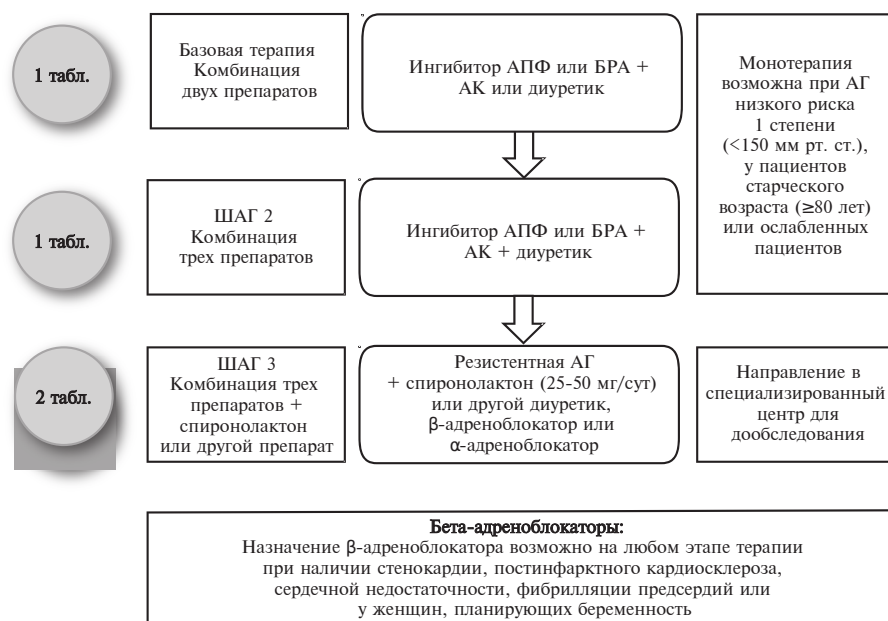 1 табл.
Базовая терапия
Комбинация
двух препаратов
Ингибитор АПФ или БРА +
АК или диуретик
Монотерапия
возможна при АГ
низкого риска
1 степени
(<150 мм рт. ст.),
у пациентов
старческого
возраста (≥80 лет)
или ослабленных
пациентов
1 табл.
ШАГ 2
Комбинация
трех препаратов
Ингибитор АПФ или БРА +
АК + диуретик
2 табл.
ШАГ 3
Комбинация трех
препаратов +
спиронолактон
или другой препарат
Резистентная АГ
+ спиронолактон (25-50 мг/сут)
или другой диуретик,
β-адреноблокатор или
α-адреноблокатор
Направление в
специализированный
центр для
дообследования
Бета-адреноблокаторы:
Назначение β-адреноблокатора возможно на любом этапе терапии
при наличии стенокардии, постинфарктного кардиосклероза,
сердечной недостаточности, фибрилляции предсердий или
у женщин, планирующих беременность